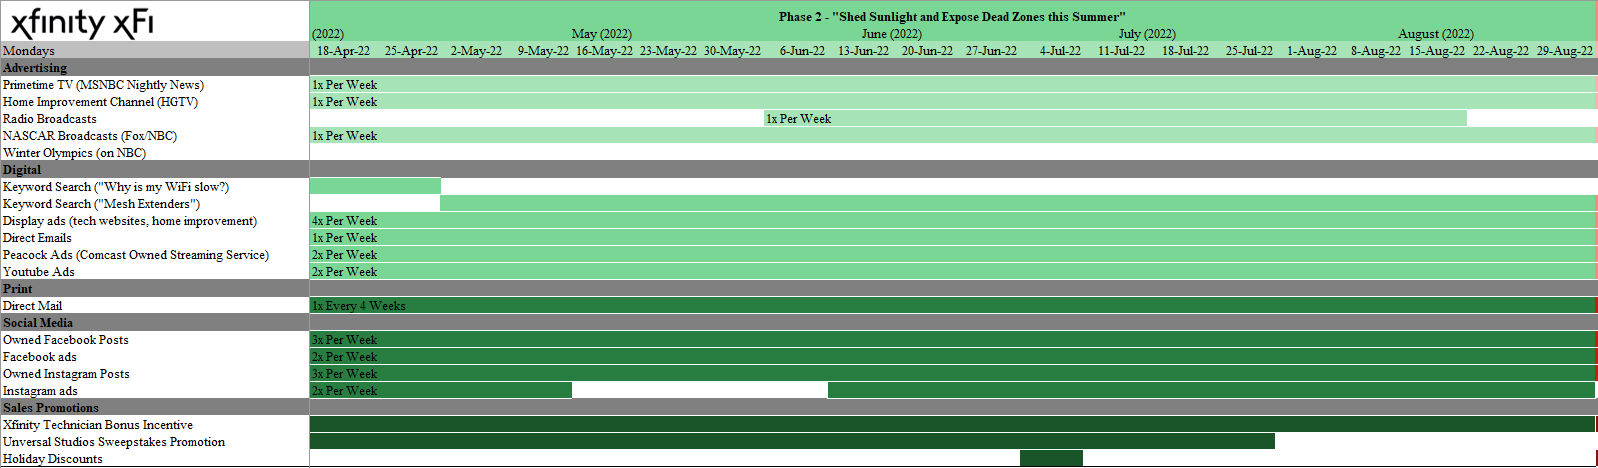 xfinity xFi
Phase 2 - "Shed Sunlight and Expose Dead Zones this Summer"
(2022) May (2022) June (2022) July (2022) August (2022)
Mondays 18-Apr-22 25-Apr-22 2-May-22 9-May-22 16-May-22 23-May-22 30-May-22 6-Jun-22 13-Jun-22 20-Jun-22 27-Jun-22 4-Jul-22 11-Jul-22 18-Jul-22 25-Jul-22 1-Aug-22 8-Aug-22 15-Aug-22 22-Aug-22 29-Aug-22
Advertising
Primetime TV (MSNBC Nightly News) 1x Per Week
Home Improvement Channel (HGTV) 1x Per Week
Radio Broadcasts 1x Per Week
NASCAR Broadcasts (Fox/NBC) 1x Per Week
Winter Olympics (on NBC)
Digital
Keyword Search ("Why is my WiFi slow?)
Keyword Search ("Mesh Extenders")
Display ads (tech websites, home improvement) 4x Per Week
Direct Emails 1x Per Week
Peacock Ads (Comcast Owned Streaming Service) 2x Per Week
Youtube Ads 2x Per Week
Print
Direct Mail 1x Every 4 Weeks
Social Media
Owned Facebook Posts 3x Per Week
Facebook ads 2x Per Week
Owned Instagram Posts 3x Per Week
Instagram ads 2x Per Week
Sales Promotions
Xfinity Technician Bonus Incentive
Unversal Studios Sweepstakes Promotion
Holiday Discounts